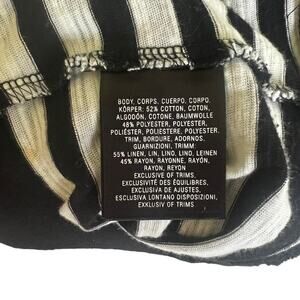 BODY, CORPS, CUERPO, CORPO,
KÖRPER: 52% COTTON, COTON,
ALGODÓN, COTONE, BAUMWOLLE
48% POLYESTER, POLYESTER,
POLIÉSTER, POLIESTERE, POLYESTER,
TRIM, BORDURE, ADORNOS,
GUARNIZIONI, TRIMM:
55% LINEN, LIN, LINO, LINO, LEINEN
45% RAYON, RAYONNE, RAYÓN,
RAYON, REYON
EXCLUSIVE OF TRIMS,
EXCLUSIVITÉ DES ÉQUILIBRES,
EXCLUSIVA DE AJUSTES,
ESCLUSIVA LONTANO DISPOSIZIONI,
EXKLUSIV OF TRIMS